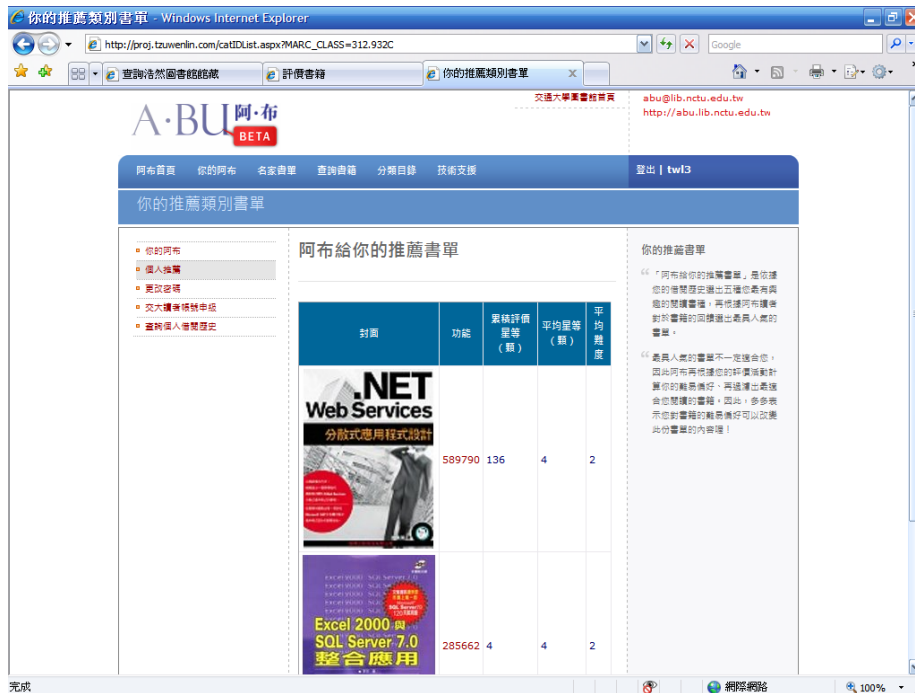 你的推薦類別書單 - Windows Internet Explorer
http://proj.tzuwenlin.com/catIDList.aspx?MARC_CLASS=312.932C
Google
查詢浩然圖書館館藏
評價書籍
你的推薦類別書單
交通大學圖書館首頁
abu@lib.nctu.edu.tw
http://abu.lib.nctu.edu.tw
A·BU 阿·布
BETA
阿布首頁 你的阿布 名家書單 查詢書籍 分類目錄 技術支援
登出 | twl3
你的推薦類別書單
你的阿布
個人推薦
更改密碼
交大讀者帳號申級
查詢個人借閱歷史
阿布給你的推薦書單
封面
功能
累積評價
星等
(類)
平均星等
(類)
平
均
難
度
.NET
Web Services
分散式應用程式設計
589790 136 4 2
Excel 2000 與
SQL Server 7.0
整合應用
285662 4 4 2
你的推薦書單
「阿布給你的推薦書單」是依據
您的借閱歷史選出五種您最有興
趣的閱讀書種，再根據阿布讀者
對於書籍的回饋選出最具人氣的
書單。
最具人氣的書單不一定適合您，
因此阿布再根據您的評價活動計
算你的難易偏好、再過濾出最適
合您閱讀的書籍。因此，多多表
示您對書籍的難易偏好可以改變
此份書單的內容哩！
完成
網際網路
100%